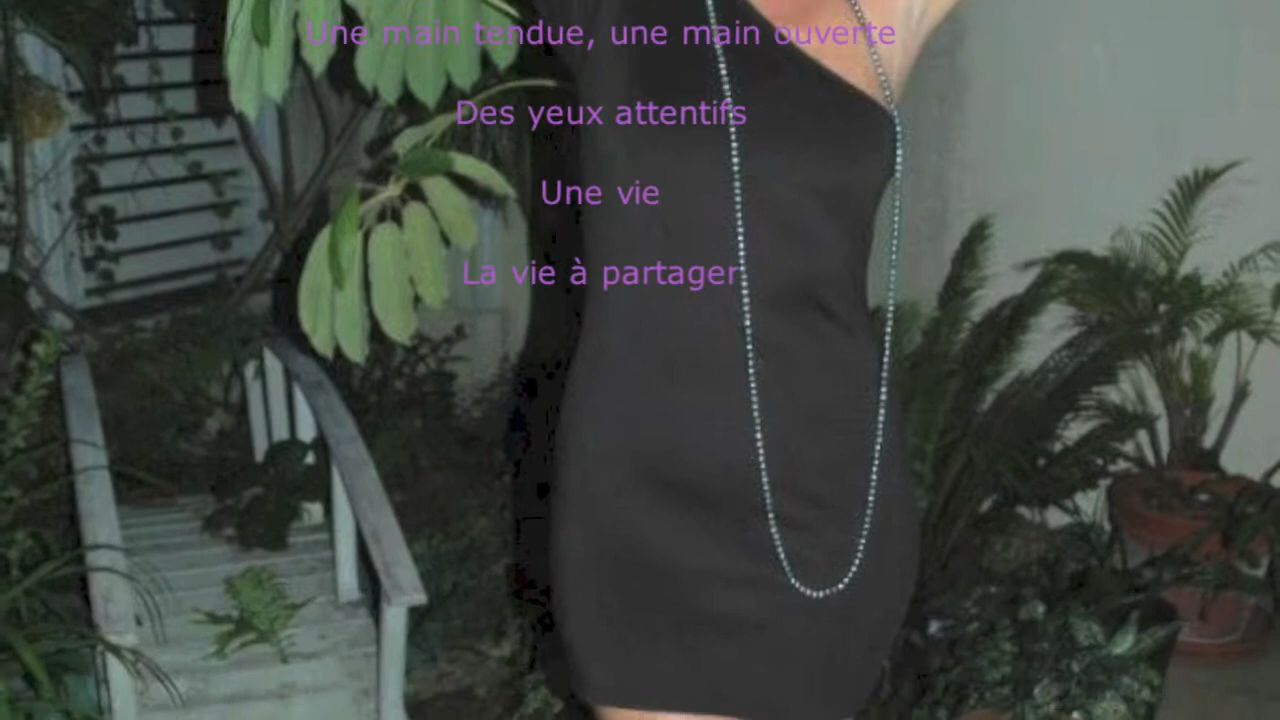 Une main tendue, une main ouverte
Des yeux attentifs
Une vie
La vie à partager